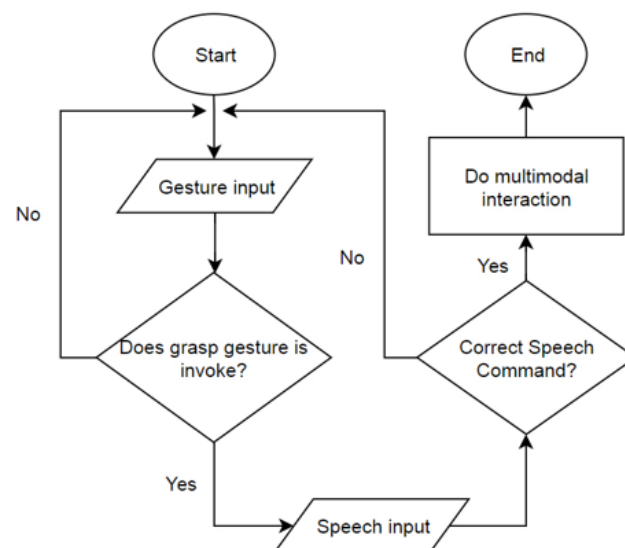 Start
End
Gesture input
Do multimodal
interaction
No
No
Yes
Does grasp gesture is
invoke?
Correct Speech
Command?
Yes
Speech input